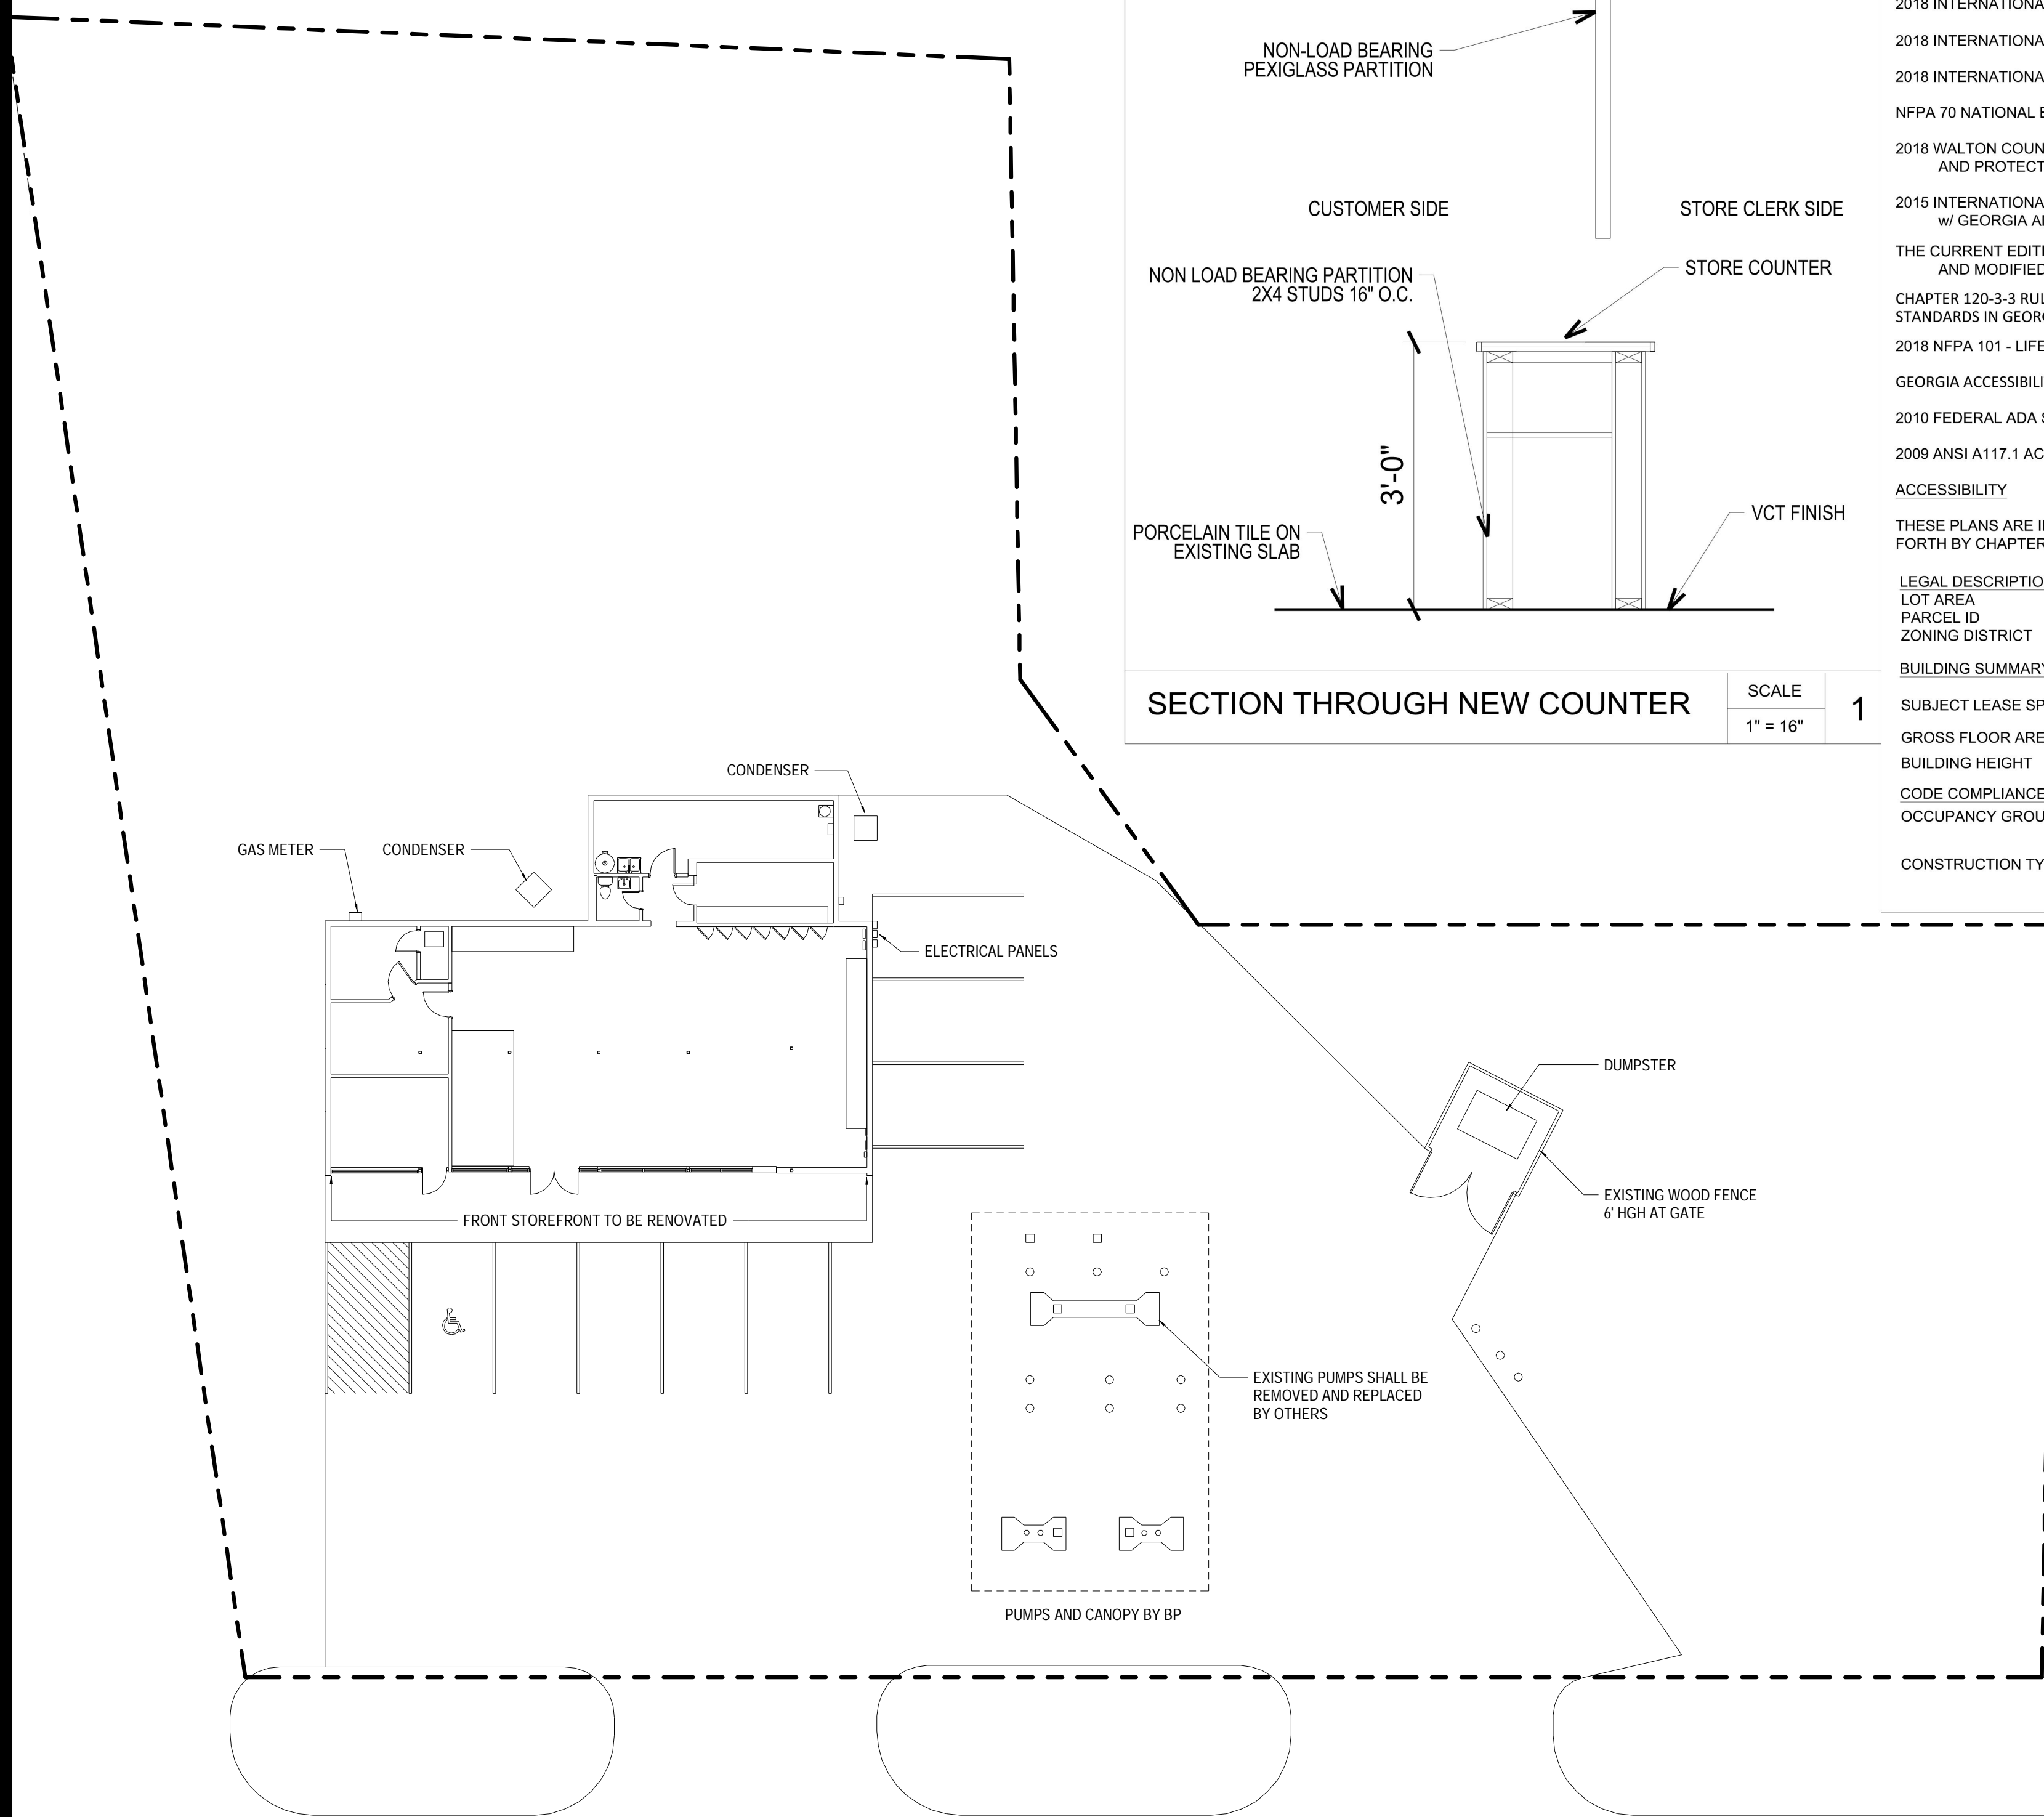 NON-LOAD BEARING
PEXIGLASS PARTITION
CUSTOMER SIDE
STORE CLERK SIDE
NON LOAD BEARING PARTITION
2X4 STUDS 16" O.C.
STORE COUNTER
3'-0"
PORCELAIN TILE ON
EXISTING SLAB
VCT FINISH
SECTION THROUGH NEW COUNTER
SCALE
1" = 16"
1
2018 INTERNATIONA
2018 INTERNATIONA
2018 INTERNATIONA
NFPA 70 NATIONAL
2018 WALTON COUN
AND PROTECT
2015 INTERNATIONA
w/ GEORGIA
THE CURRENT EDITI
AND MODIFIED
CHAPTER 120-3-3 RUL
STANDARDS IN GEOR
2018 NFPA 101 - LIFE
GEORGIA ACCESSIBILI
2010 FEDERAL ADA
2009 ANSI A117.1 AC
ACCESSIBILITY
THESE PLANS ARE
FORTH BY CHAPTER
LEGAL DESCRIPTIO
LOT AREA
PARCEL ID
ZONING DISTRICT
BUILDING SUMMARY
SUBJECT LEASE SP
GROSS FLOOR ARE
BUILDING HEIGHT
CODE COMPLIANCE
OCCUPANCY GROU
CONSTRUCTION TY
CONDENSER
GAS METER
CONDENSER
ELECTRICAL PANELS
DUMPSTER
EXISTING WOOD FENCE
6' HGH AT GATE
FRONT STOREFRONT TO BE RENOVATED
EXISTING PUMPS SHALL BE
REMOVED AND REPLACED
BY OTHERS
PUMPS AND CANOPY BY BP